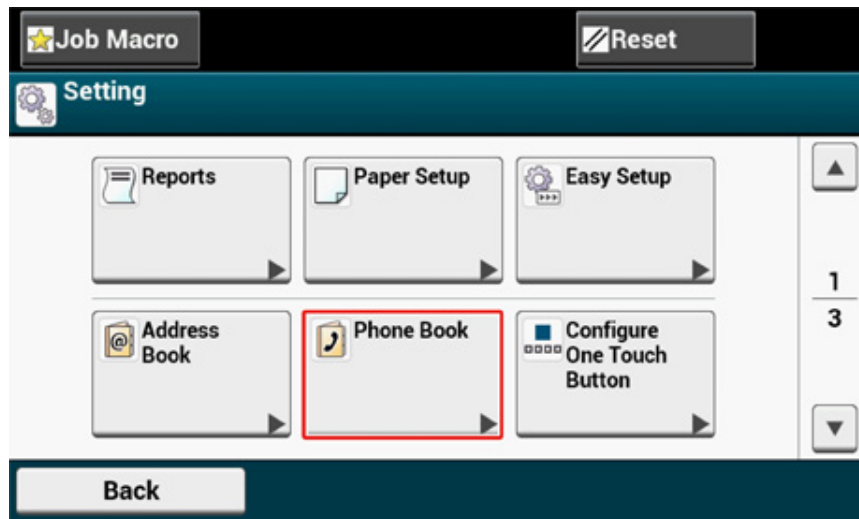 Job Macro
Reset
Setting
Reports
Paper Setup
Easy Setup
Address
Book
Phone Book
Configure
One Touch
Button
1
3
Back